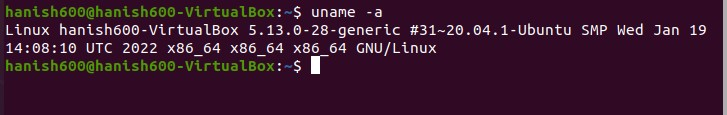 hanish600@hanish600-VirtualBox:~$ uname -a
Linux hanish600-VirtualBox 5.13.0-28-generic #31~20.04.1-Ubuntu SMP Wed Jan 19
14:08:10 UTC 2022 x86_64 x86_64 x86_64 GNU/Linux
hanish600@hanish600-VirtualBox:~$